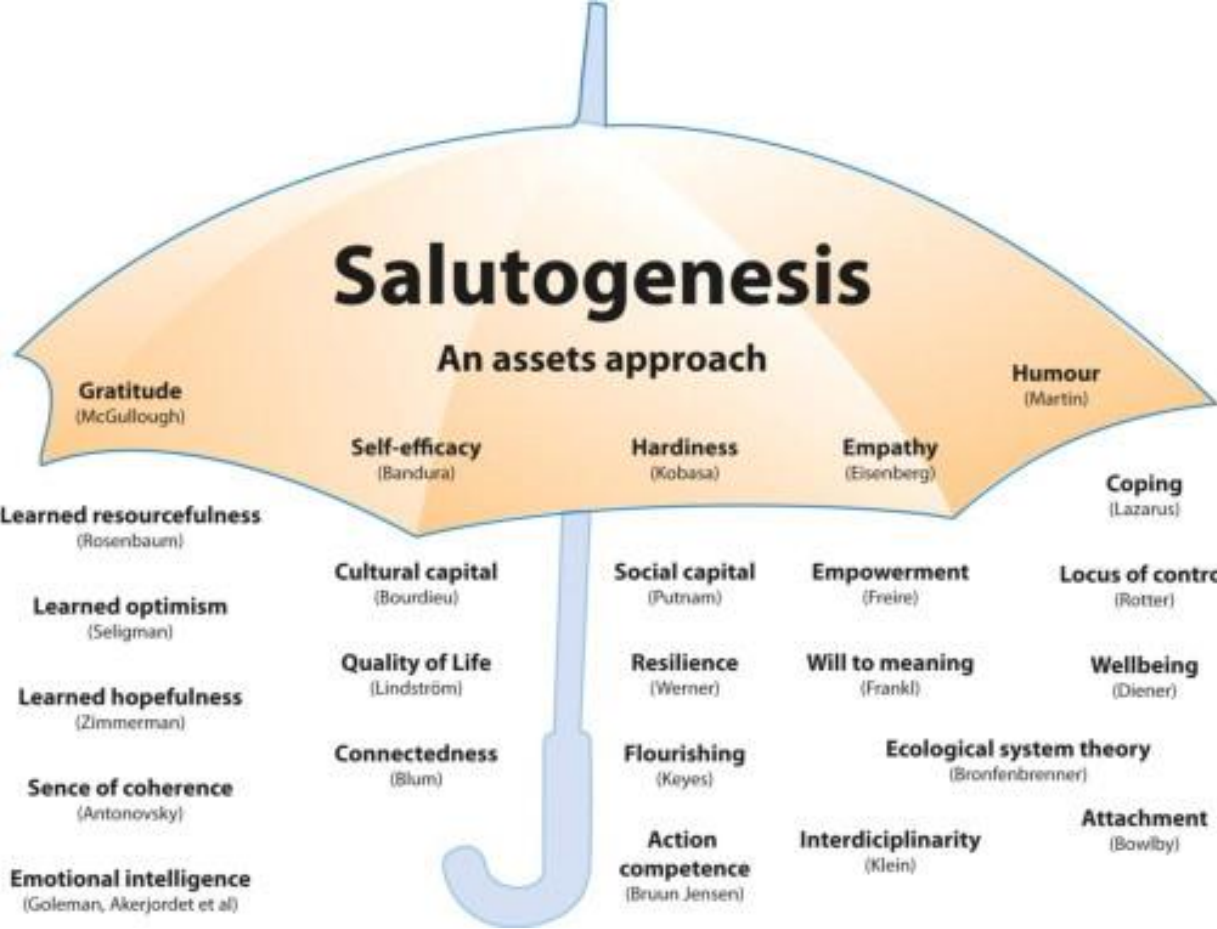 Salutogenesis
An assets approach
Gratitude
(McGullough)
Self-efficacy
(Bandura)
Hardiness
(Kobasa)
Empathy
(Eisenberg)
Humour
(Martin)
Learned resourcefulness
(Rosenbaum)
Learned optimism
(Seligman)
Learned hopefulness
(Zimmerman)
Sence of coherence
(Antonovsky)
Emotional intelligence
(Goleman, Akerjordet et al)
Cultural capital
(Bourdieu)
Quality of Life
(Lindström)
Connectedness
(Blum)
Social capital
(Putnam)
Resilience
(Werner)
Flourishing
(Keyes)
Action
competence
(Bruun Jensen)
Empowerment
(Freire)
Will to meaning
(Frankl)
Coping
(Lazarus)
Locus of contro
(Rotter)
Wellbeing
(Diener)
Ecological system theory
(Bronfenbrenner)
Interdiciplinarity
(Klein)
Attachment
(Bowlby)